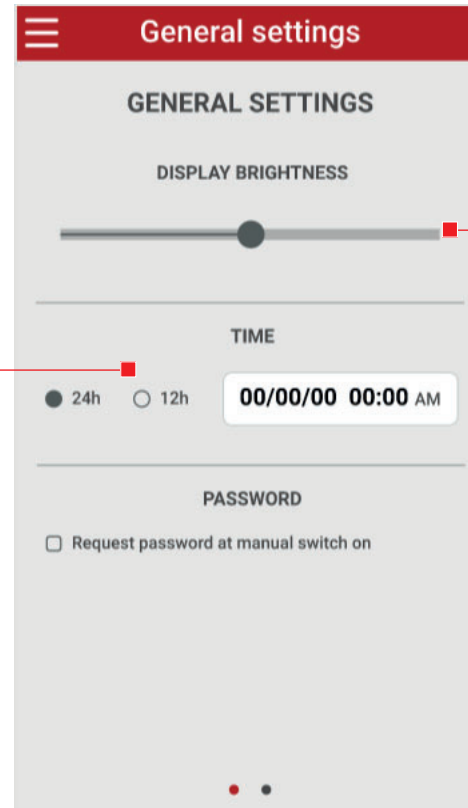 General settings
GENERAL SETTINGS
DISPLAY BRIGHTNESS
TIME
24h 12h 00/00/00 00:00 AM
PASSWORD
Request password at manual switch on